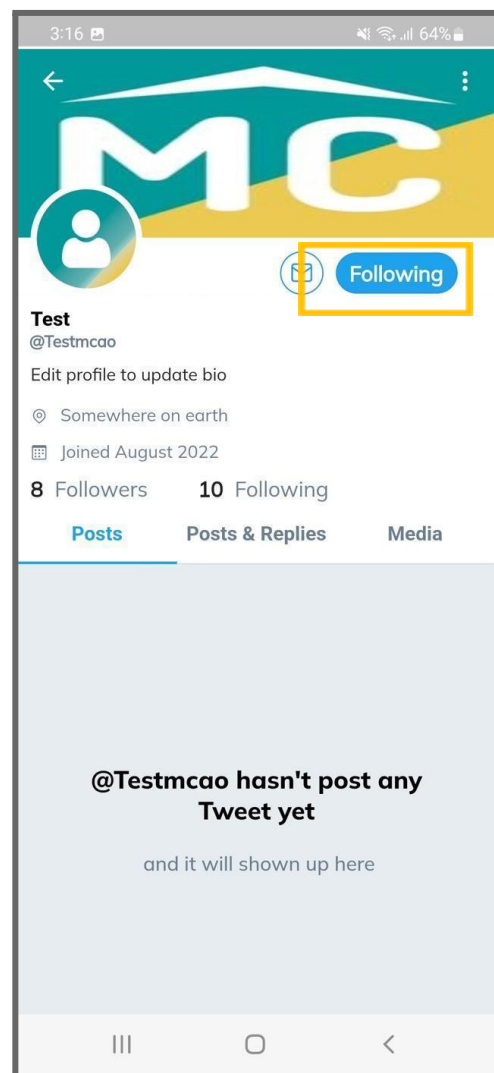 3:16 64%
MC
Following
Test
@Testmcao
Edit profile to update bio
Somewhere on earth
Joined August 2022
8 Followers 10 Following
Posts Posts & Replies Media
@Testmcao hasn't post any
Tweet yet
and it will shown up here